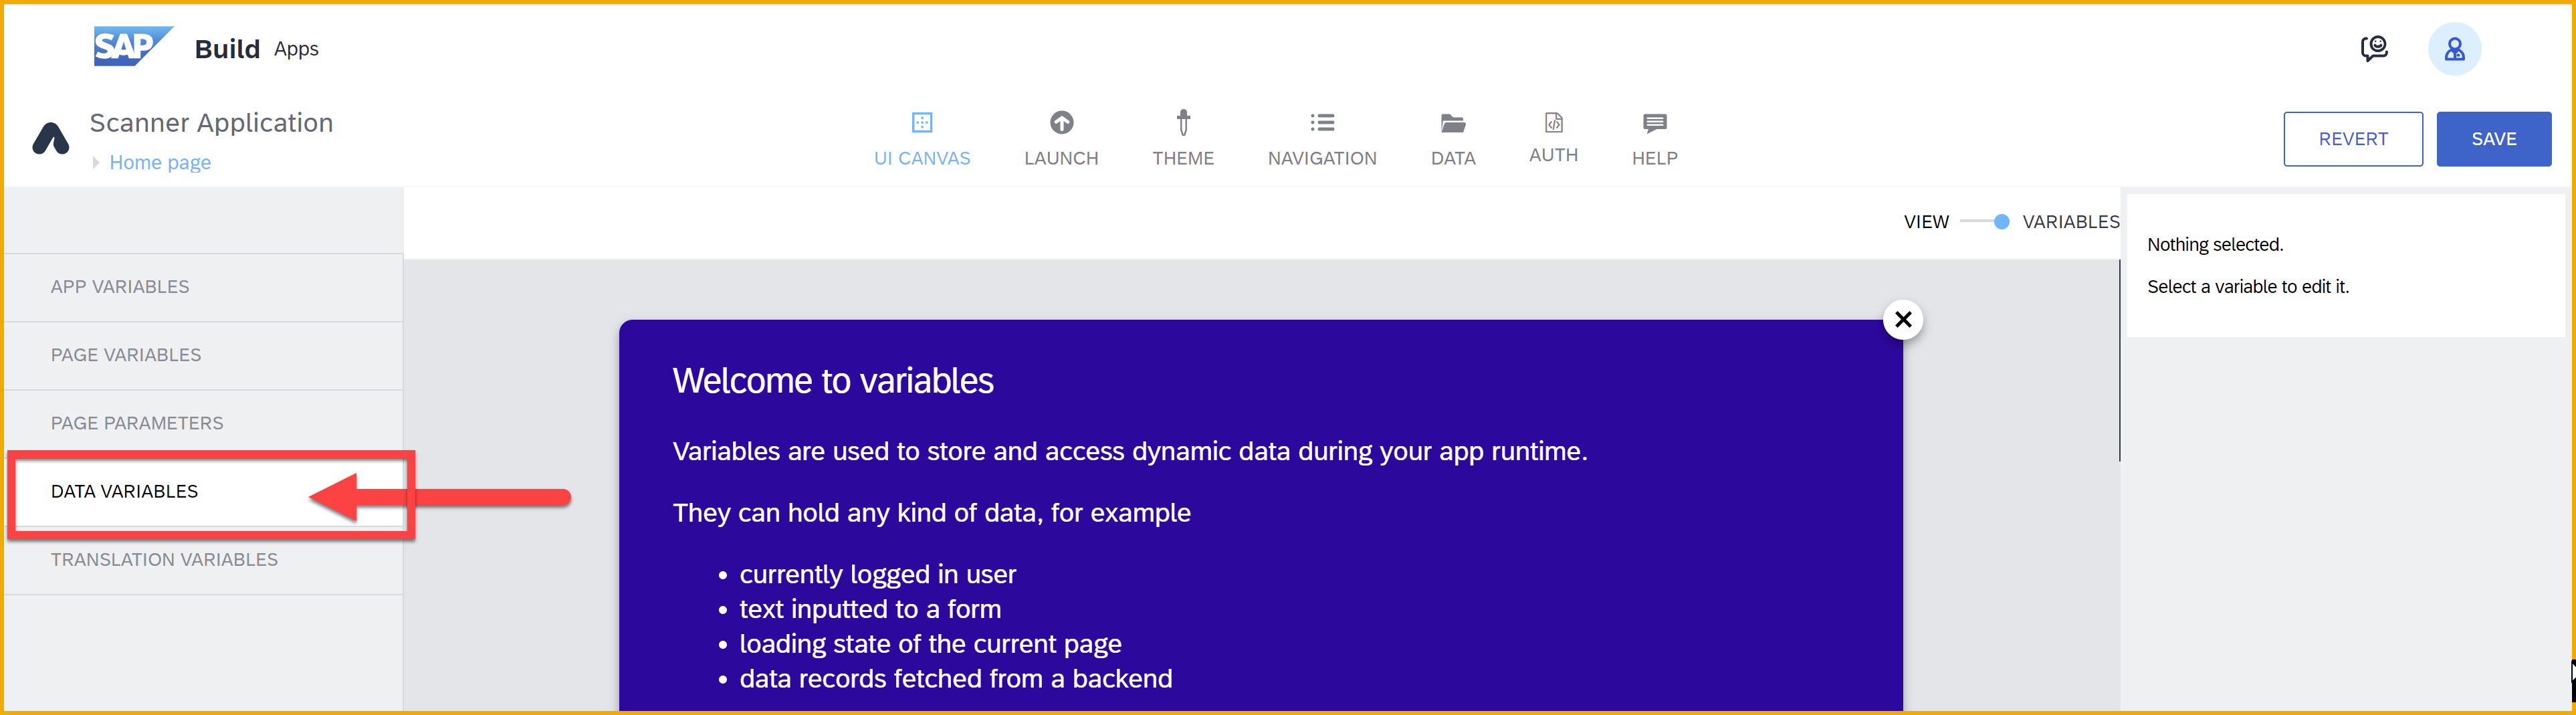 SAP Build Apps
Scanner Application
Home page
UI CANVAS
LAUNCH
THEME
NAVIGATION
DATA
AUTH
HELP
REVERT
SAVE
VIEW
VARIABLES
APP VARIABLES
PAGE VARIABLES
PAGE PARAMETERS
DATA VARIABLES
TRANSLATION VARIABLES
Welcome to variables
Variables are used to store and access dynamic data during your app runtime.
They can hold any kind of data, for example
• currently logged in user
• text inputted to a form
• loading state of the current page
• data records fetched from a backend
Nothing selected.
Select a variable to edit it.